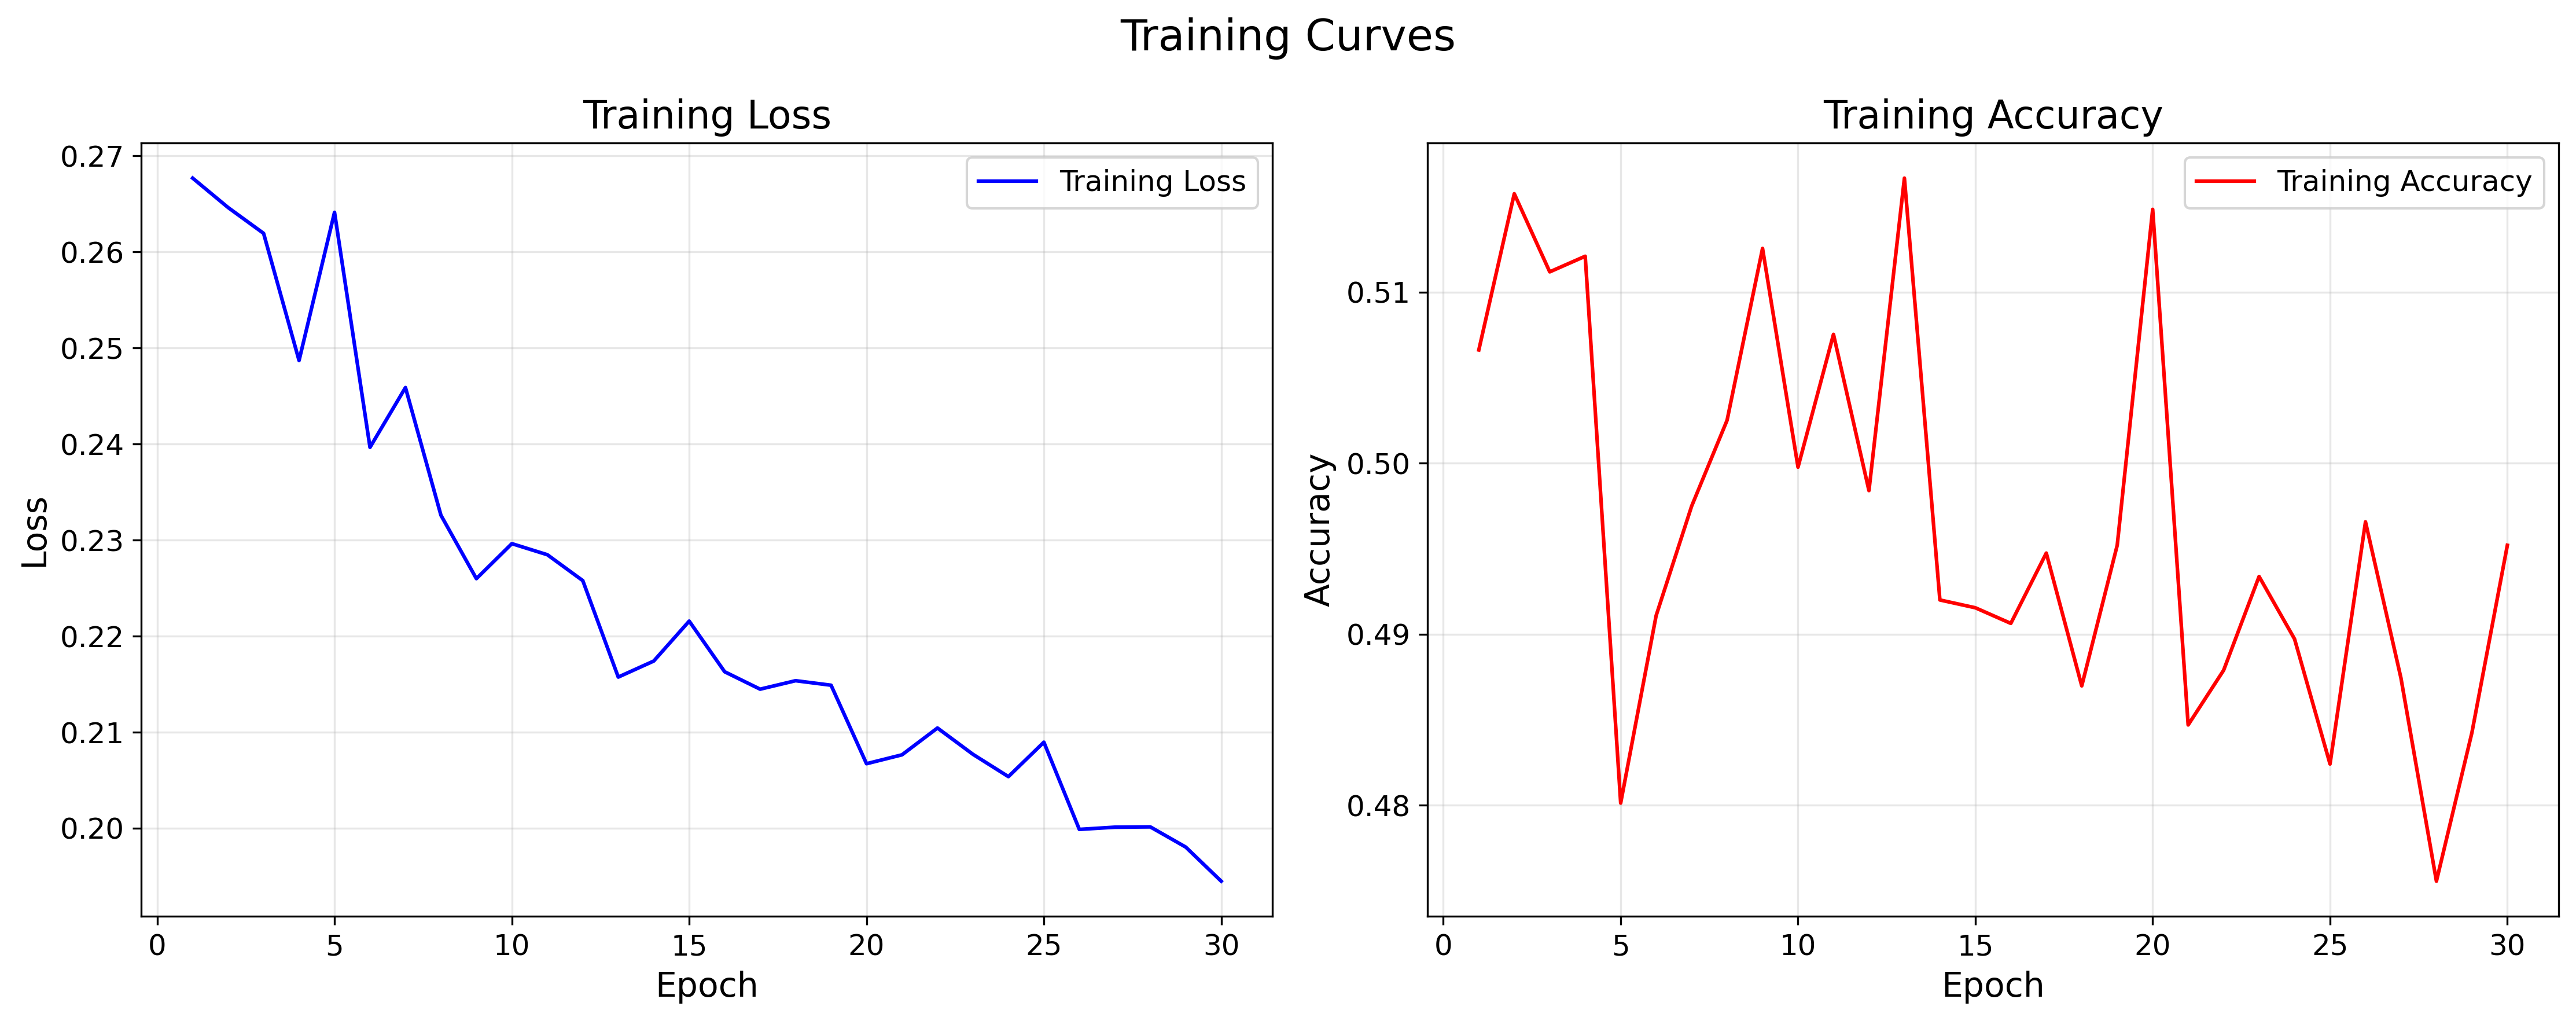 Training Curves
Training Loss
0.27
0.26
0.25
0.24
0.23
0.22
0.21
0.20
Loss
0 5 10 15 20 25 30
Epoch
Training Loss
Training Accuracy
0.51
0.50
0.49
0.48
Accuracy
0 5 10 15 20 25 30
Epoch
Training Accuracy